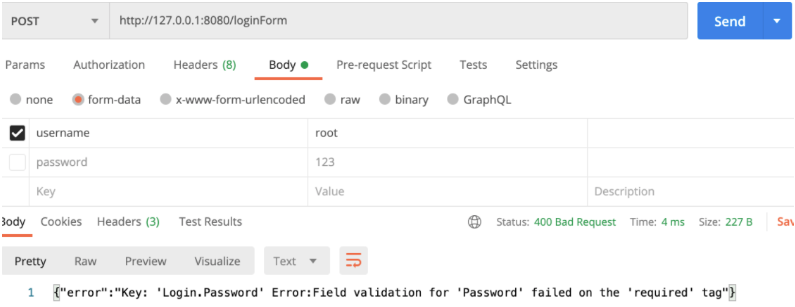 POST http://127.0.0.1:8080/loginForm Send
Params Authorization Headers (8) Body Pre-request Script Tests Settings
none form-data x-www-form-urlencoded raw binary GraphQL
username root
password 123
Key Value Description
Body Cookies Headers (3) Test Results Status: 400 Bad Request Time: 4 ms Size: 227 B Sav
Pretty Raw Preview Visualize Text
1 {"error":"Key: 'Login.Password' Error:Field validation for 'Password' failed on the 'required' tag"}